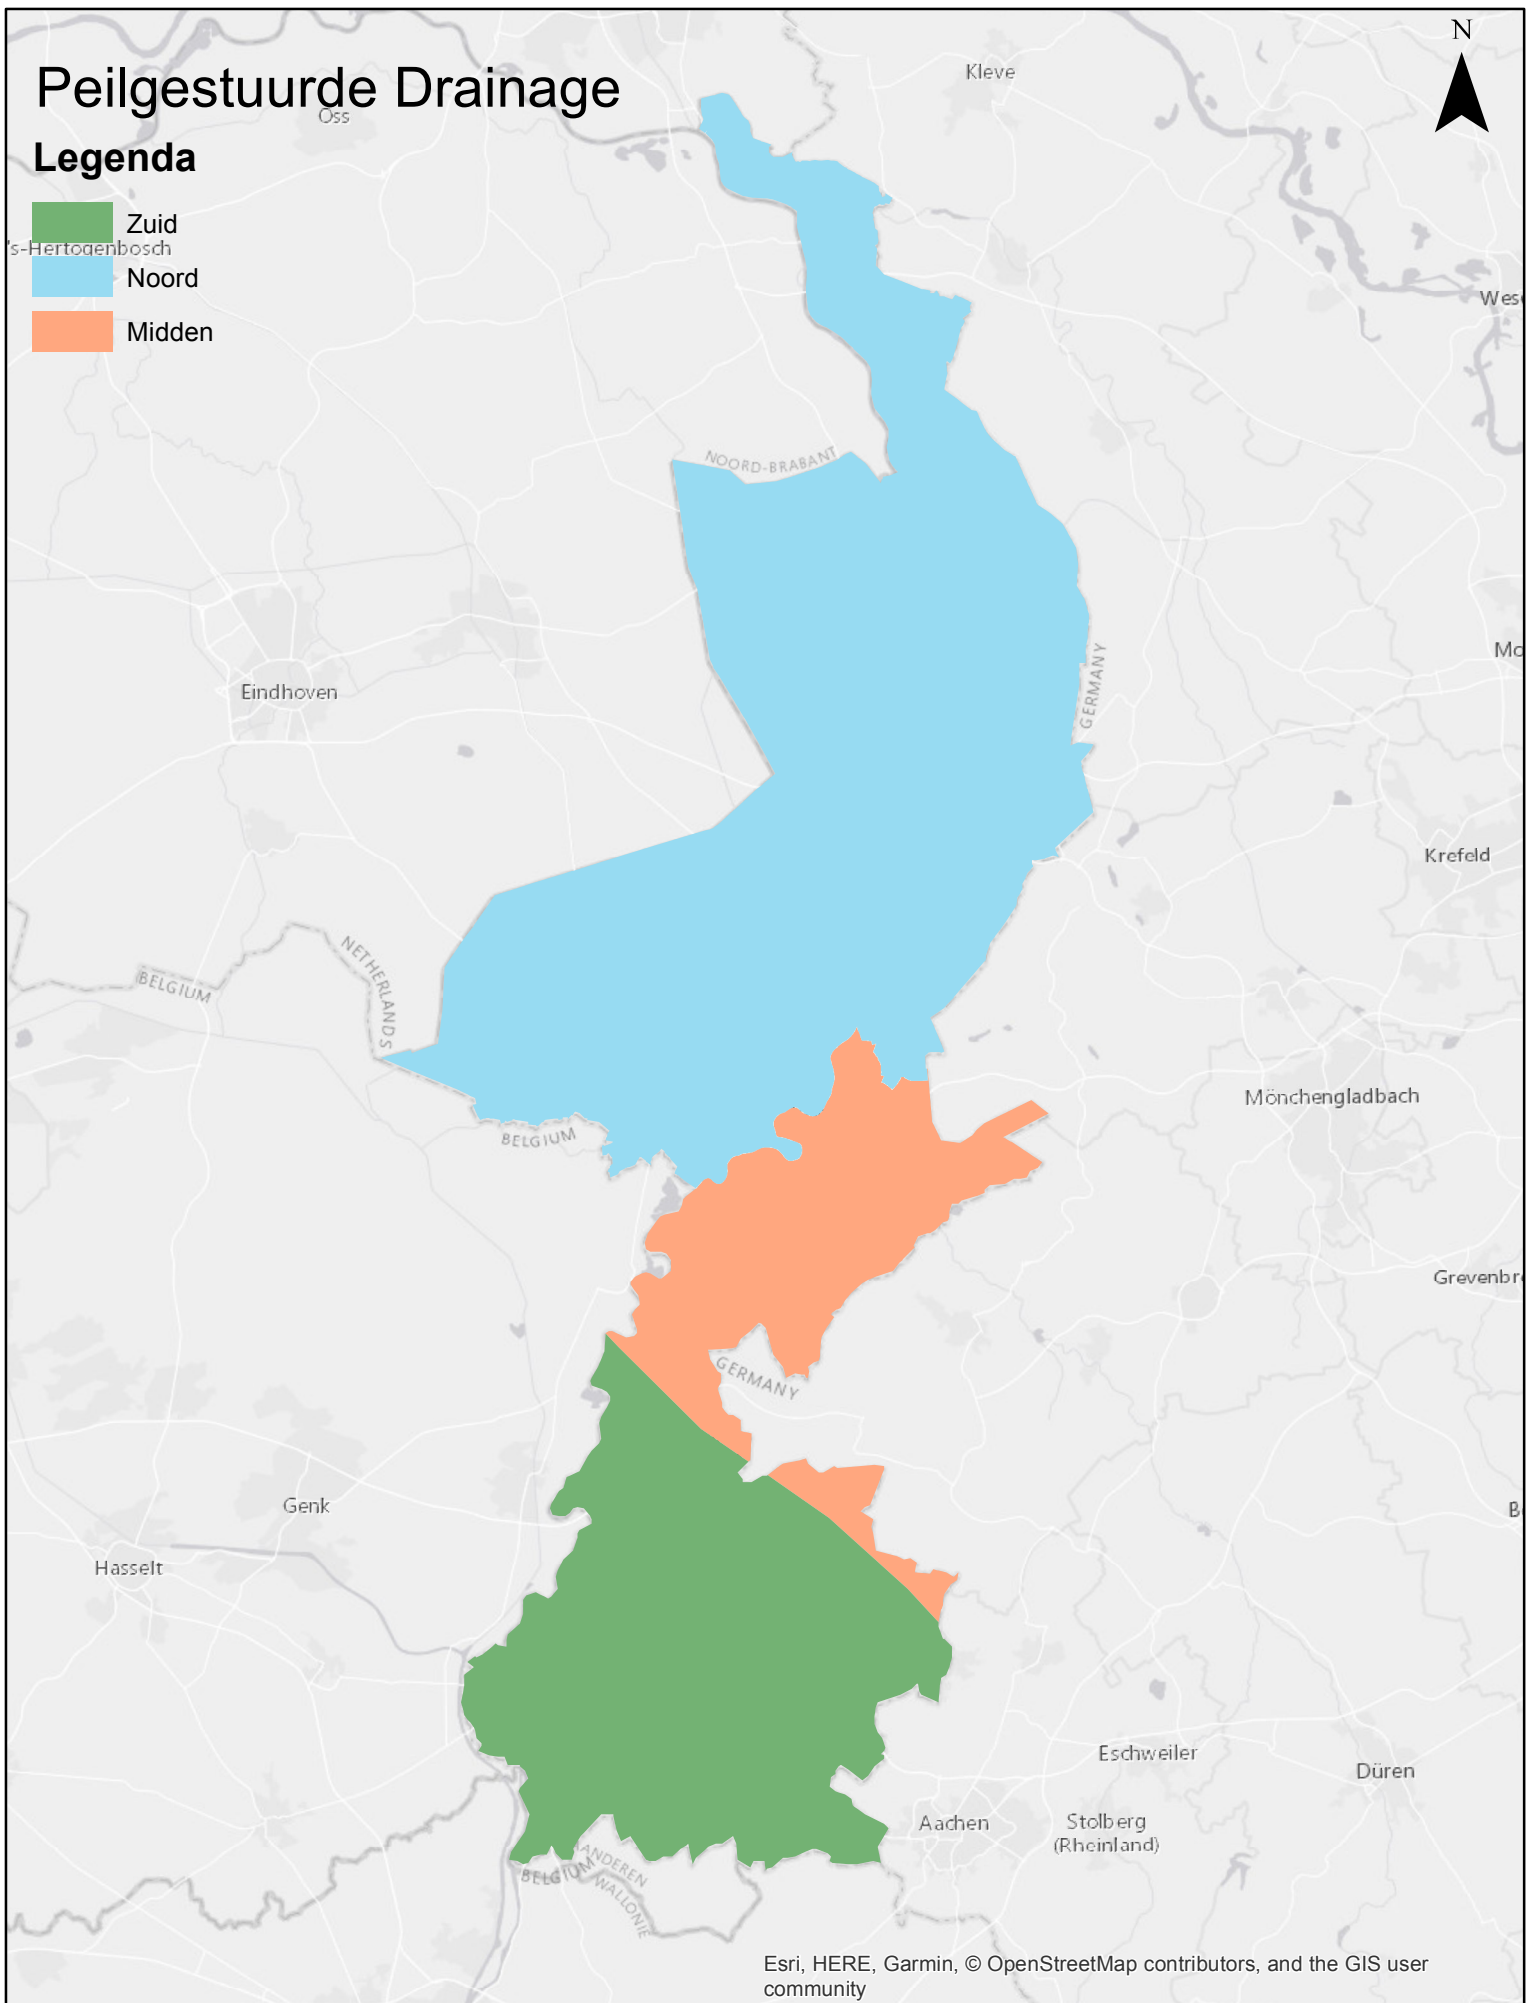 N
Peilgestuurde Drainage
Kleve
Oss
Legenda
Zuid
's-Hertogenbosch
Noord
Midden
Wes
NOORD-BRABANT
GERMANY
Mo
Eindhoven
Krefeld
NETHERLANDS
BELGIUM
Mönchengladbach
BELGIUM
Grevenbr
GERMANY
Genk
Hasselt
Eschweiler
Düren
Aachen
Stolberg
(Rheinland)
ANDEREN
BELGIUM
WALLONIE
Esri, HERE, Garmin, © OpenStreetMap contributors, and the GIS user
community